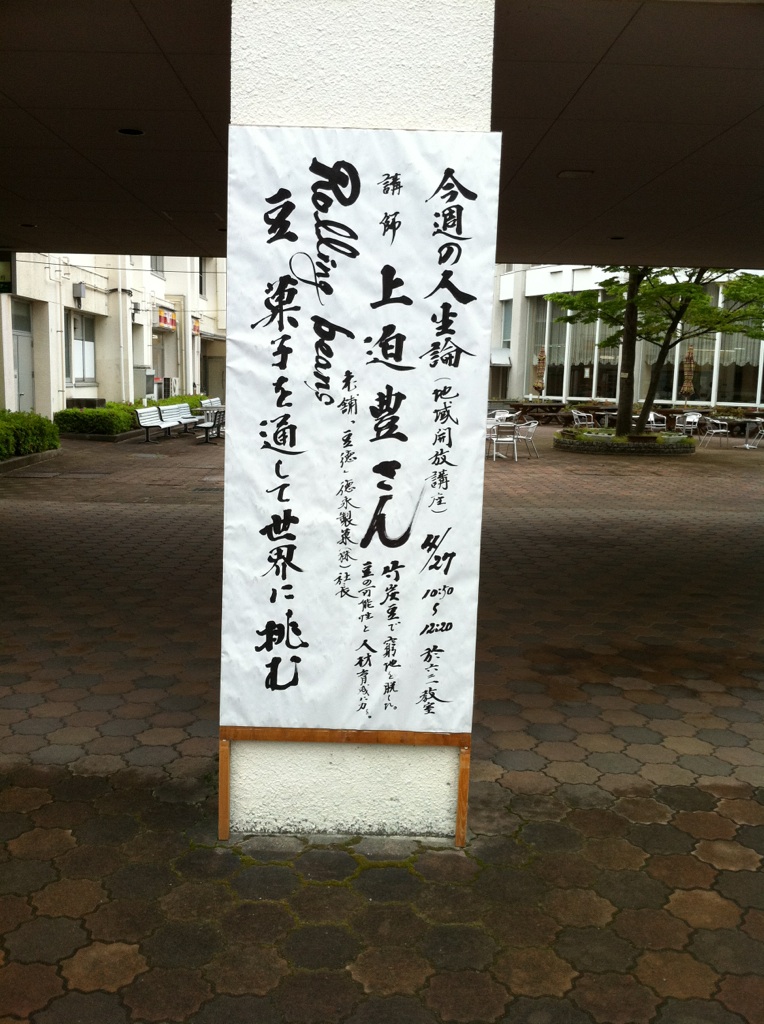 今週の人生論(地域開放講座) 4/27 10:50〜12:20 於六二一教室
講師 上迫豊さん
竹炭豆で窮地を脱した。
豆の可能性と人材育成に力を。
老舗、豆徳・徳永製菓(株)社長
Rolling beans
豆菓子を通して世界に挑む